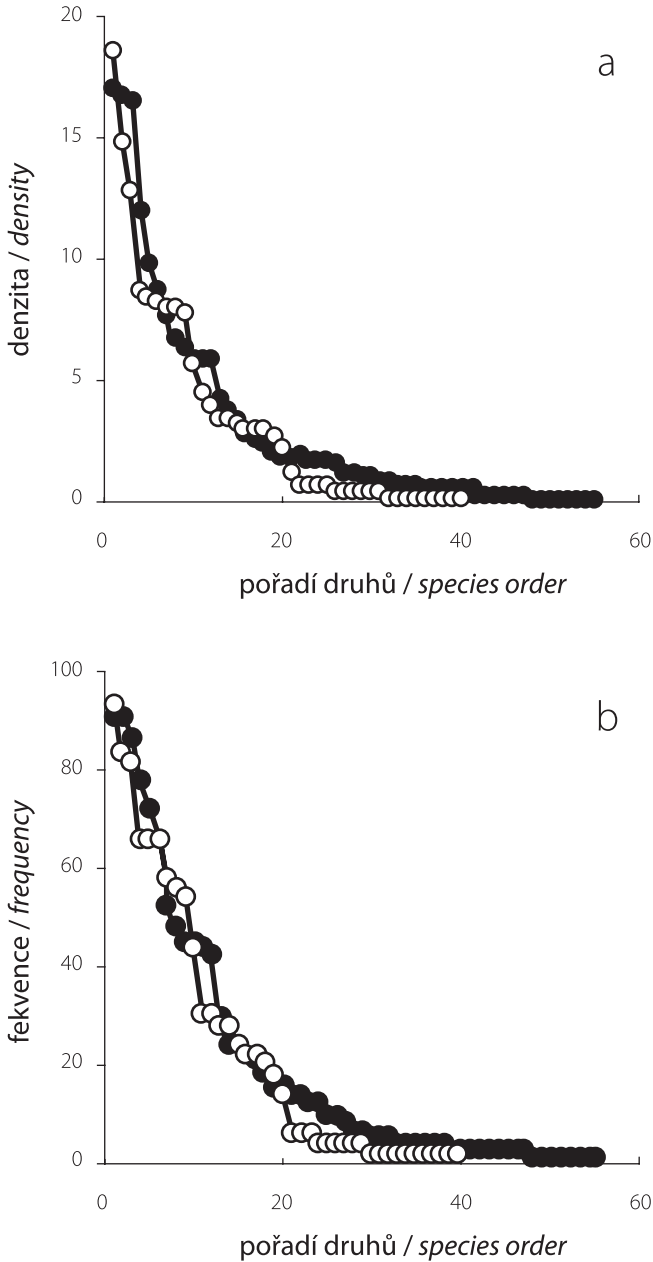 20
a
15
denzita / density
10
5
0
0 20 40 60
pořadí druhů / species order
100
b
80
fekvence / frequency
60
40
20
0
0 20 40 60
pořadí druhů / species order